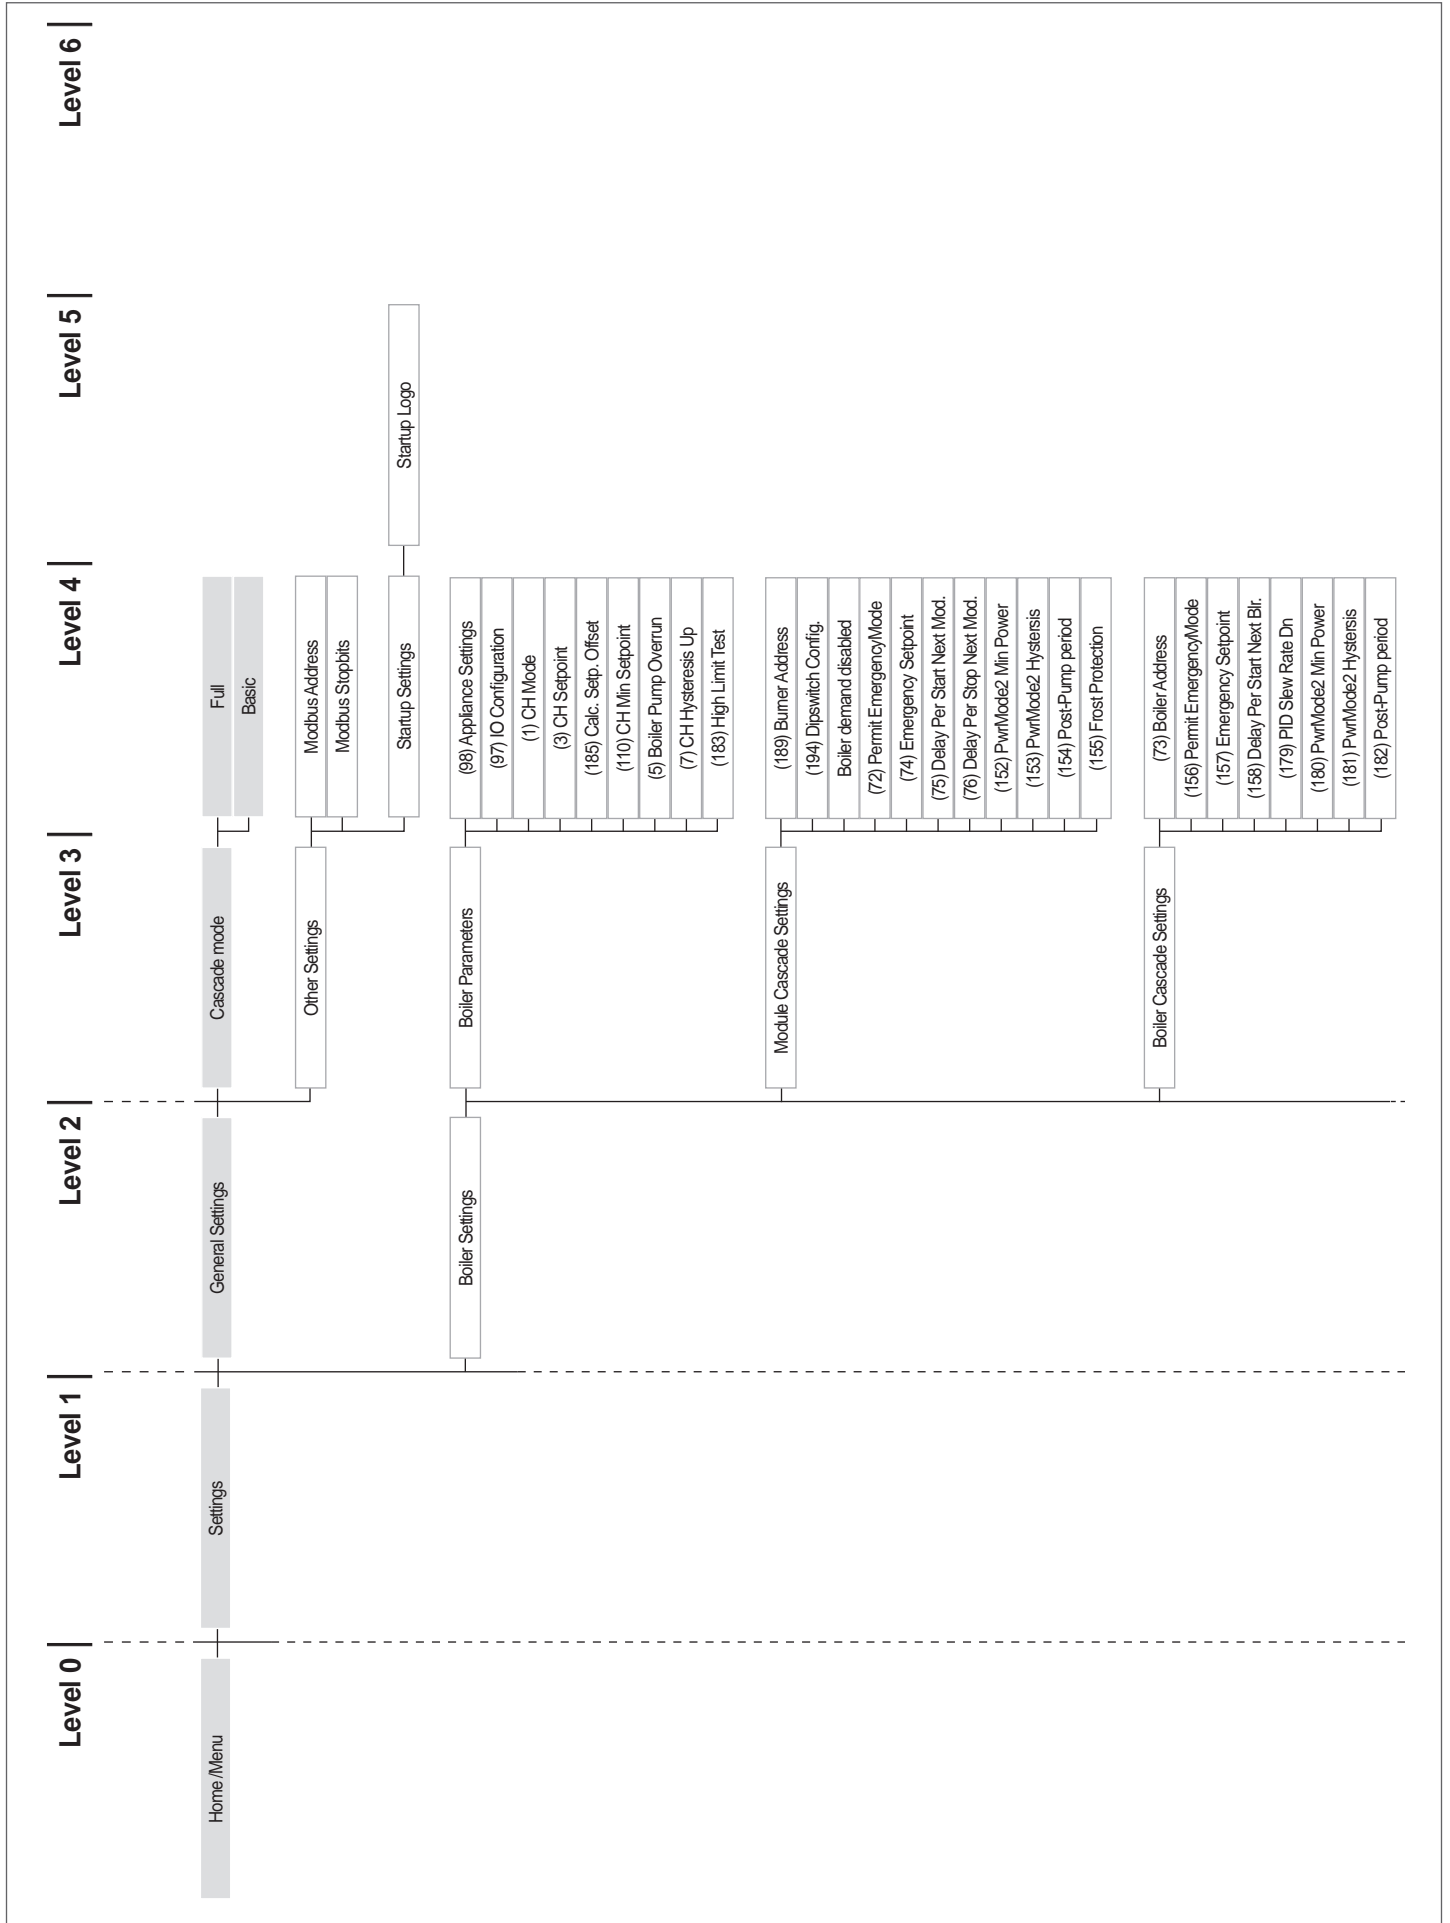 Level 0
Level 1
Level 2
Level 3
Level 4
Level 5
Level 6
Home /Menu
Settings
General Settings
Cascade mode
Full
Basic
Other Settings
Modbus Address
Modbus Stopbits
Startup Settings
Startup Logo
Boiler Settings
Boiler Parameters
(98) Appliance Settings
(97) IO Configuration
(1) CH Mode
(3) CH Setpoint
(185) Calc. Setp. Offset
(110) CH Min Setpoint
(5) Boiler Pump Overrun
(7) CH Hysteresis Up
(183) High Limit Test
Module Cascade Settings
(189) Burner Address
(194) Dipswitch Config.
Boiler demand disabled
(72) Permit EmergencyMode
(74) Emergency Setpoint
(75) Delay Per Start Next Mod.
(76) Delay Per Stop Next Mod.
(152) PwrMode2 Min Power
(153) PwrMode2 Hystersis
(154) Post-Pump period
(155) Frost Protection
Boiler Cascade Settings
(73) Boiler Address
(156) Permit EmergencyMode
(157) Emergency Setpoint
(158) Delay Per Start Next Blr.
(179) PID Slew Rate Dn
(180) PwrMode2 Min Power
(181) PwrMode2 Hystersis
(182) Post-Pump period